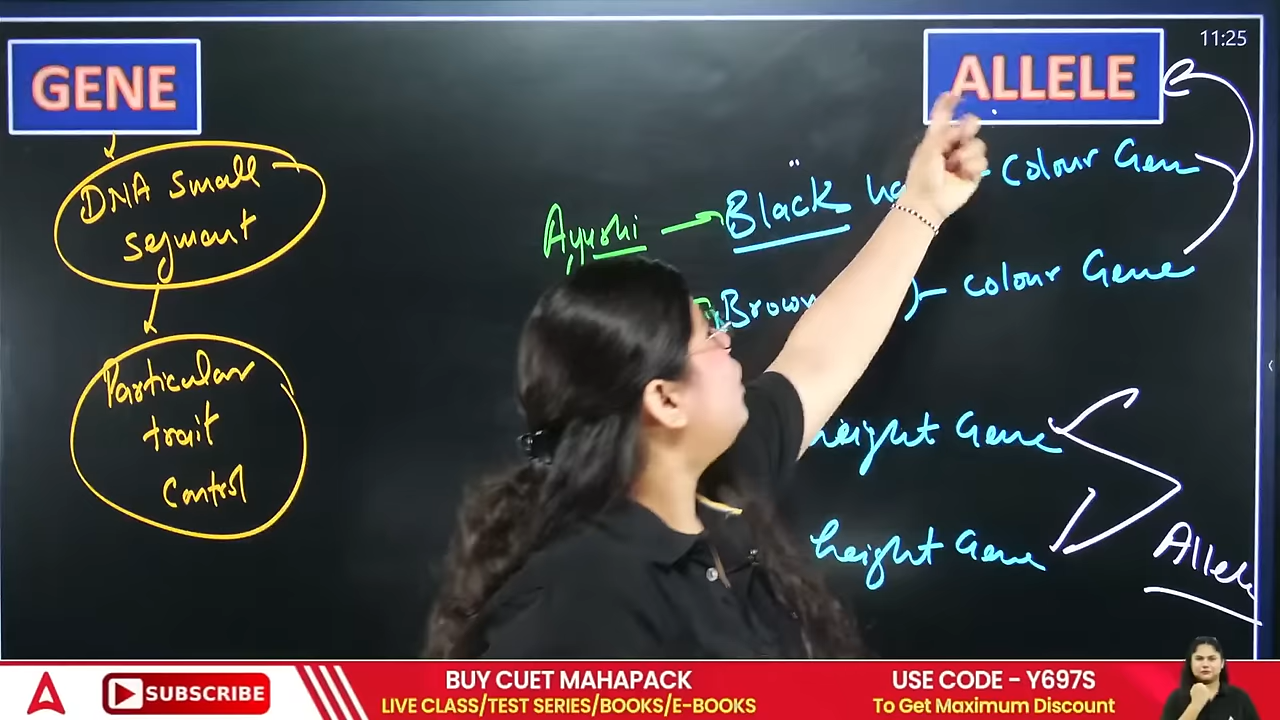 GENE
ALLELE
11:25
DNA small
segment
Particular
trait
Control
Ayushi
Black
Colour Gene
Brown
Colour Gene
height Gene
height Gene
Allele
SUBSCRIBE
BUY CUET MAHAPACK
LIVE CLASS/TEST SERIES/BOOKS/E-BOOKS
USE CODE - Y697S
To Get Maximum Discount